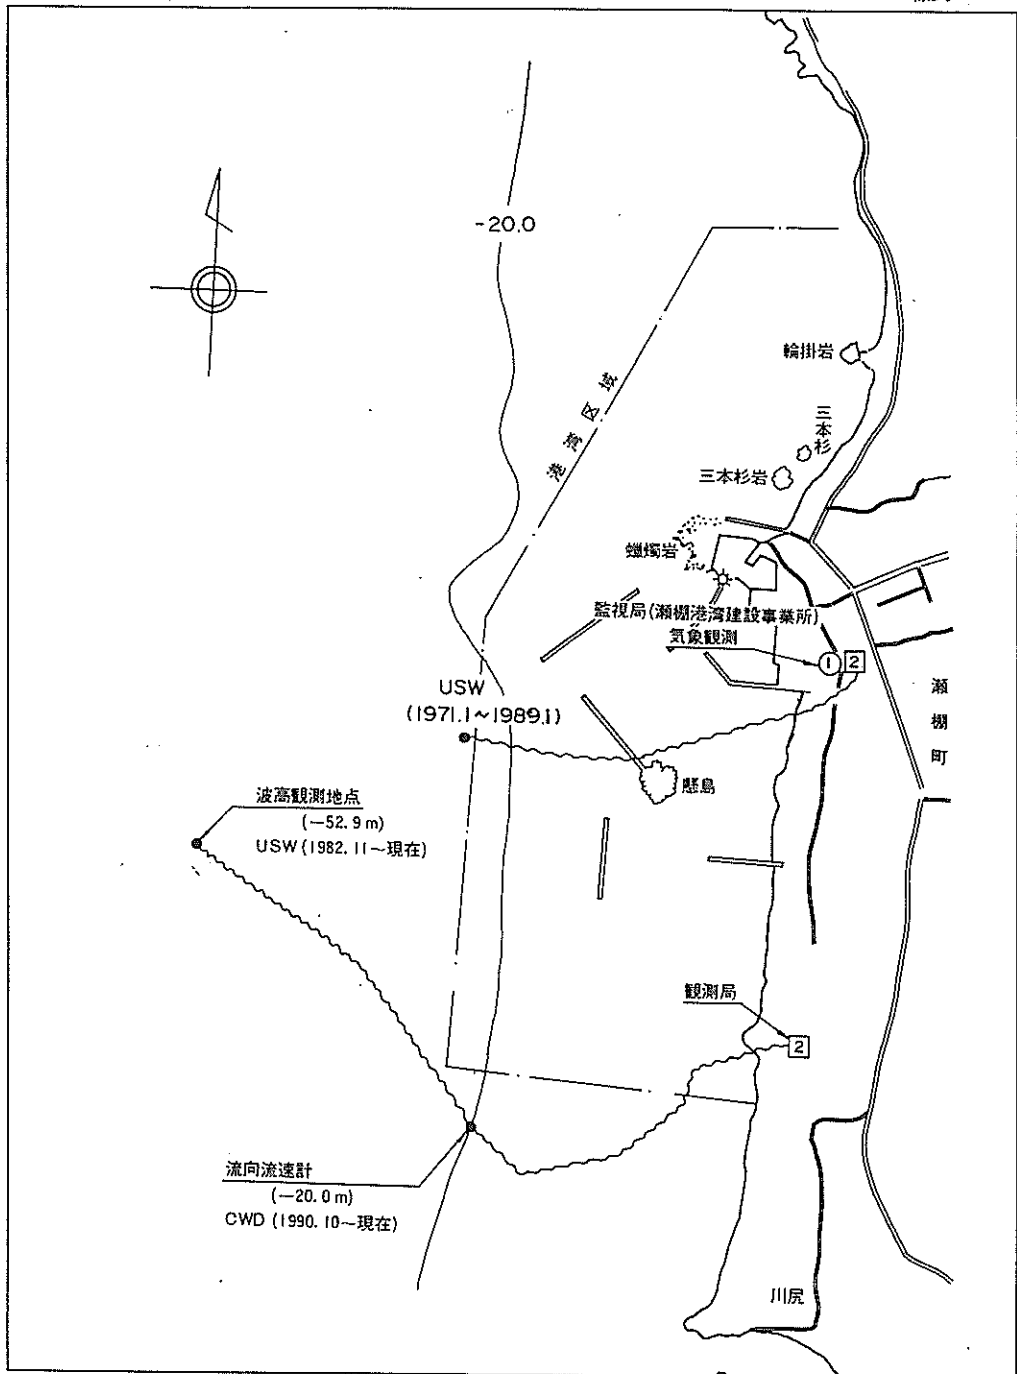 -20.0
港湾区域
輪掛岩
三本杉
三本杉岩
蝋燭岩
監視局(瀬棚港湾建設事業所)
気象観測
1
2
瀬棚町
USW
(1971.1~1989.1)
懸島
波高観測地点
(-52.9m)
USW (1982.11~現在)
観測局
2
流向流速計
(-20.0m)
CWD (1990.10~現在)
川尻